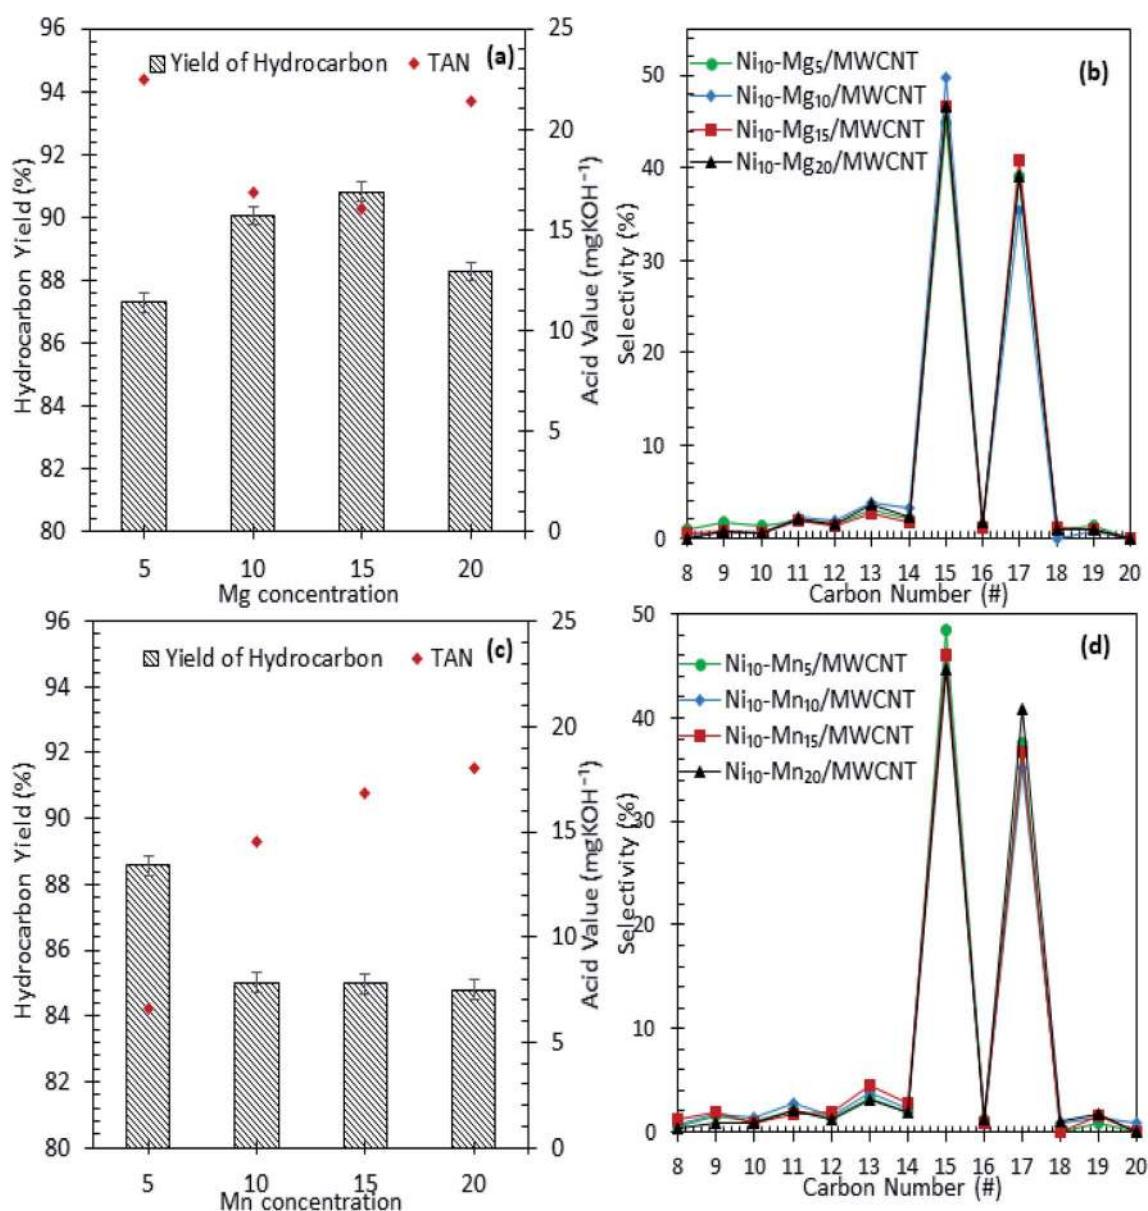 Yield of Hydrocarbon TAN (a)
Hydrocarbon Yield (%)
96
94
92
90
88
86
84
82
80
Acid Value (mgKOH⁻¹)
25
20
15
10
5
0
5 10 15 20
Mg concentration
(b)
Ni₁₀-Mg₅/MWCNT
Ni₁₀-Mg₁₀/MWCNT
Ni₁₀-Mg₁₅/MWCNT
Ni₁₀-Mg₂₀/MWCNT
Selectivity (%)
50
40
30
20
10
0
8 9 10 11 12 13 14 15 16 17 18 19 20
Carbon Number (#)
Yield of Hydrocarbon TAN (c)
Hydrocarbon Yield (%)
96
94
92
90
88
86
84
82
80
Acid Value (mgKOH⁻¹)
25
20
15
10
5
0
5 10 15 20
Mn concentration
(d)
Ni₁₀-Mn₅/MWCNT
Ni₁₀-Mn₁₀/MWCNT
Ni₁₀-Mn₁₅/MWCNT
Ni₁₀-Mn₂₀/MWCNT
Selectivity (%)
50
40
30
20
10
0
8 9 10 11 12 13 14 15 16 17 18 19 20
Carbon Number (#)